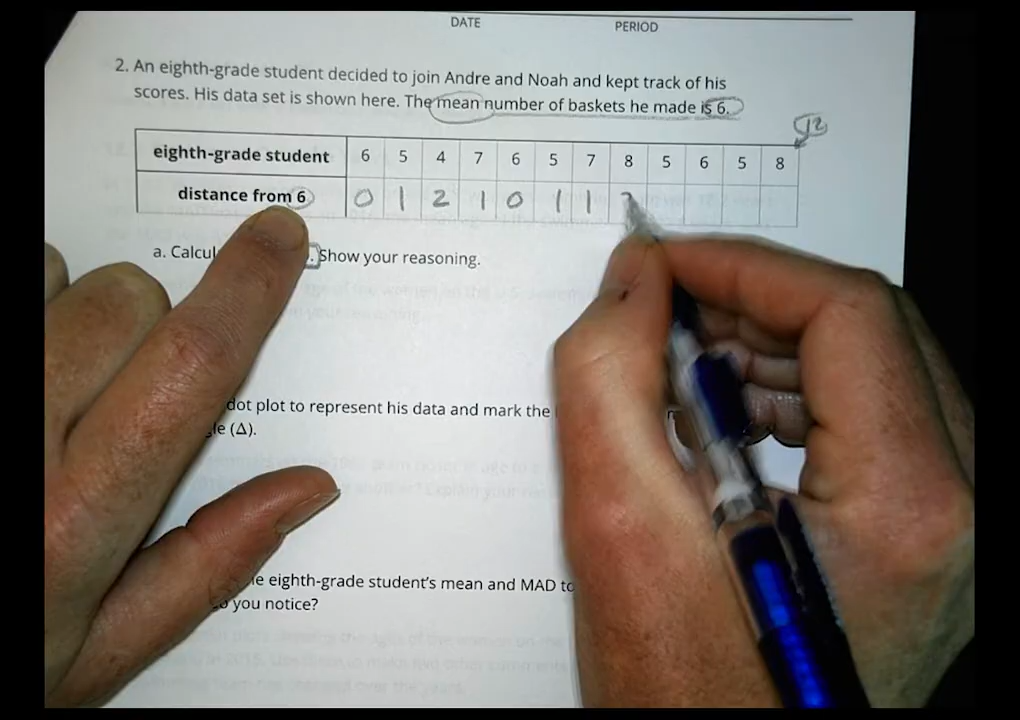 DATE PERIOD
2. An eighth-grade student decided to join Andre and Noah and kept track of his
scores. His data set is shown here. The mean number of baskets he made is 6.
12
eighth-grade student 6 5 4 7 6 5 7 8 5 6 5 8
distance from 6 0 1 2 1 0 1 1
a. Show your reasoning.
dot plot to represent his data and mark the
(Δ).
eighth-grade student's mean and MAD
you notice?